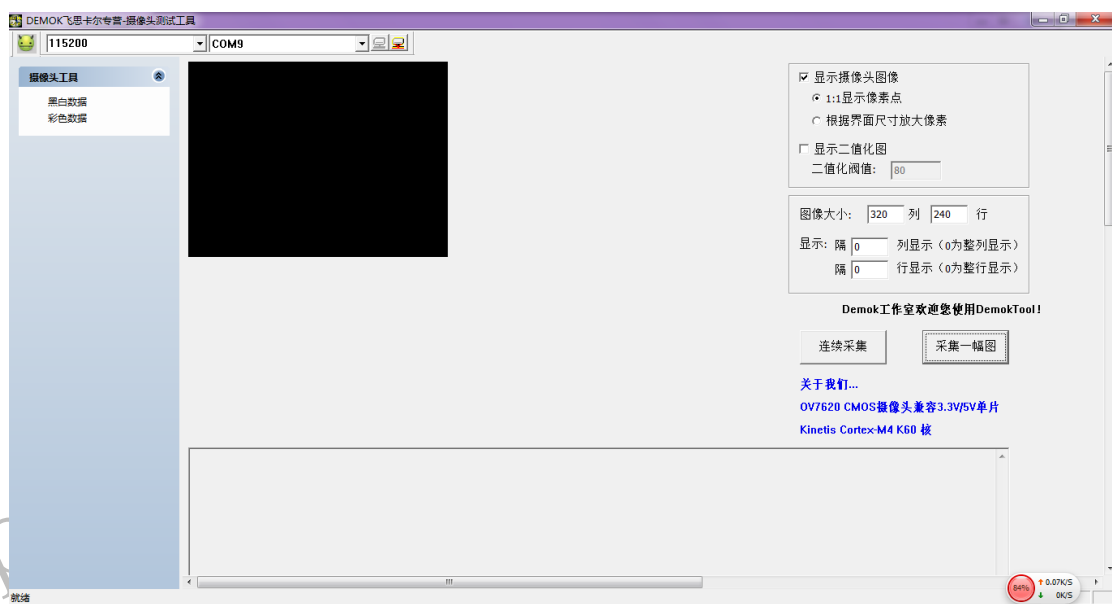 DEMOK飞思卡尔专营-摄像头测试工具
115200
COM9
摄像头工具
黑白数据
彩色数据
显示摄像头图像
1:1显示像素点
根据界面尺寸放大像素
显示二值化图
二值化阀值: 80
图像大小: 320 列 240 行
显示: 隔 0 列显示（0为整列显示）
隔 0 行显示（0为整行显示）
Demok工作室欢迎您使用DemokTool!
连续采集 采集一幅图
关于我们...
OV7620 CMOS摄像头兼容3.3V/5V单片
Kinetis Cortex-M4 K60 核
就绪
84%
0.07K/S
0K/S